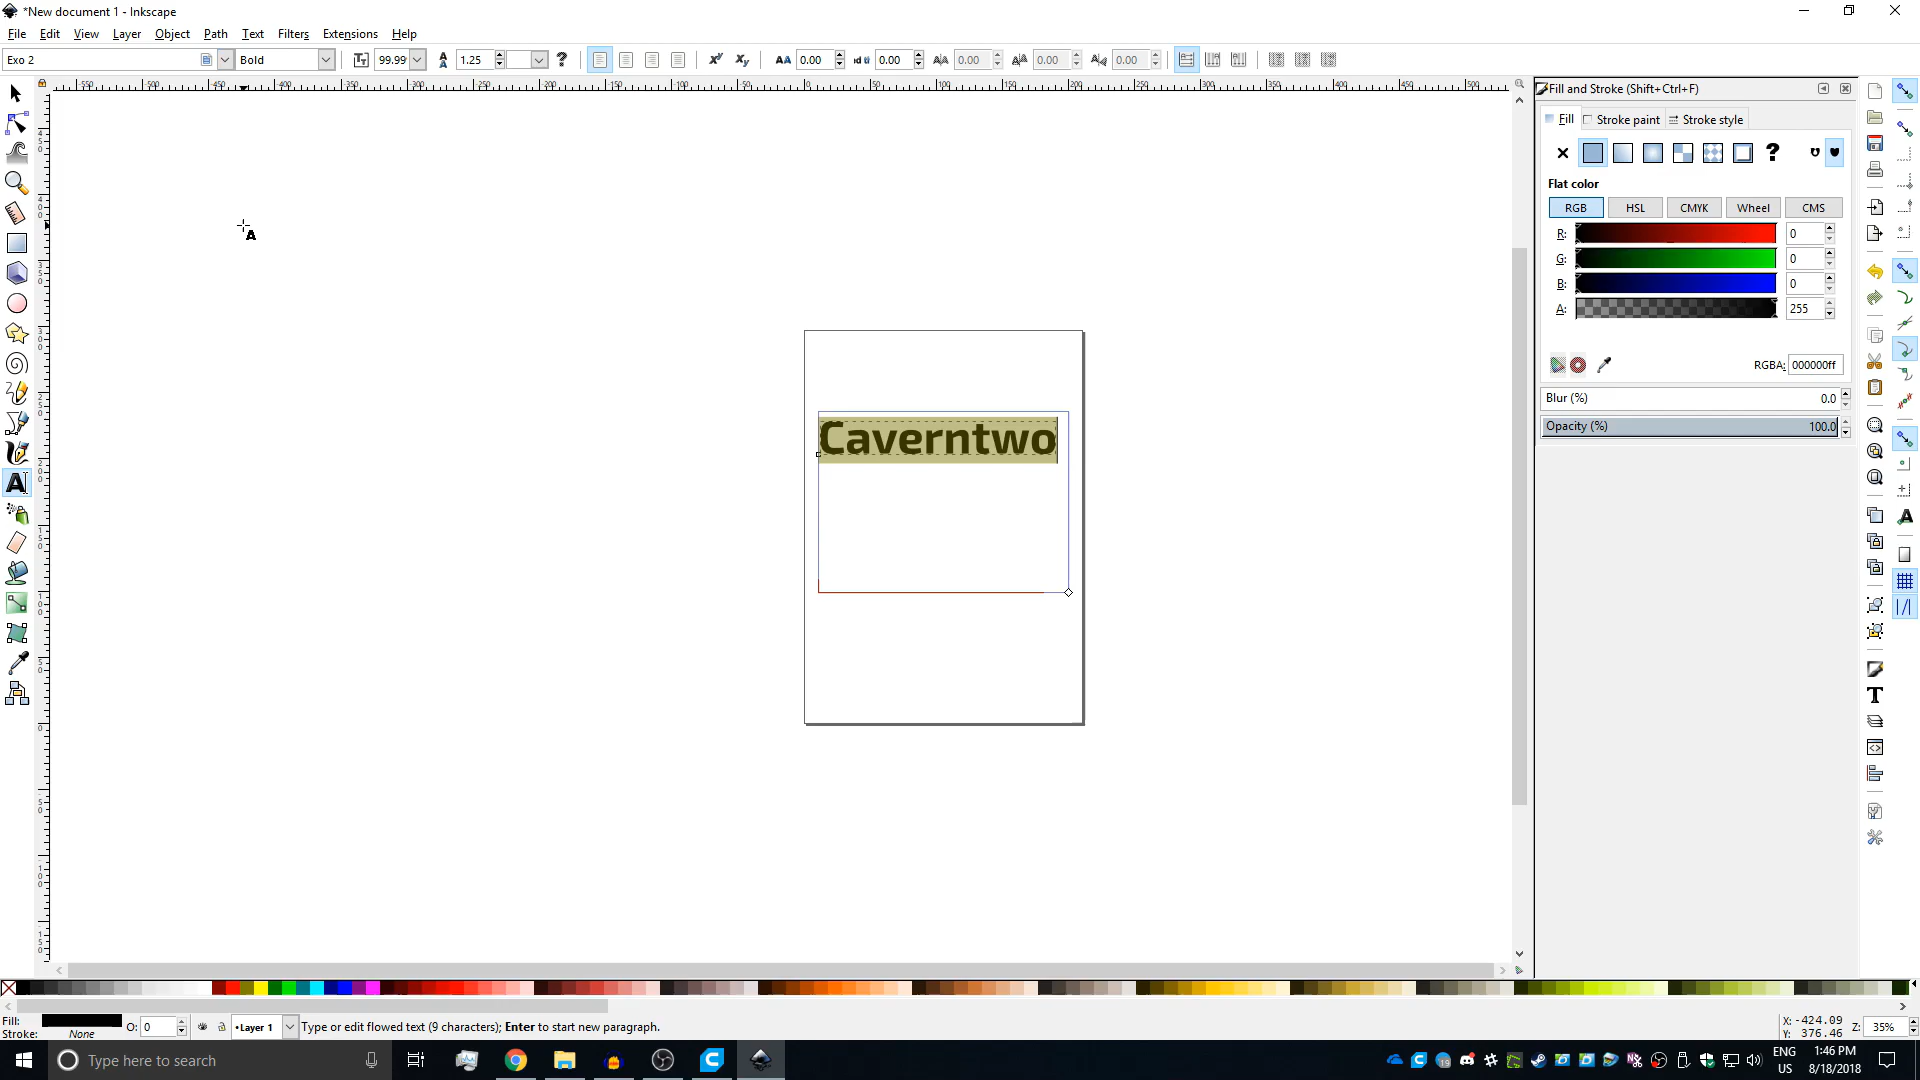 *New document 1 - Inkscape
File Edit View Layer Object Path Text Filters Extensions Help
Exo 2 Bold 99.99 1.25 0.00 0.00 0.00 0.00 0.00
Fill and Stroke (Shift+Ctrl+F)
Fill Stroke paint Stroke style
Flat color
RGB HSL CMYK Wheel CMS
R: 0
G: 0
B: 0
A: 255
RGBA: 000000ff
Blur (%) 0.0
Opacity (%) 100.0
Caverntwo
Fill:
Stroke: None
O: 0
Layer 1
Type or edit flowed text (9 characters); Enter to start new paragraph.
X: -424.09
Y: 376.46
Z: 35%
Type here to search
ENG
US
1:46 PM
8/18/2018